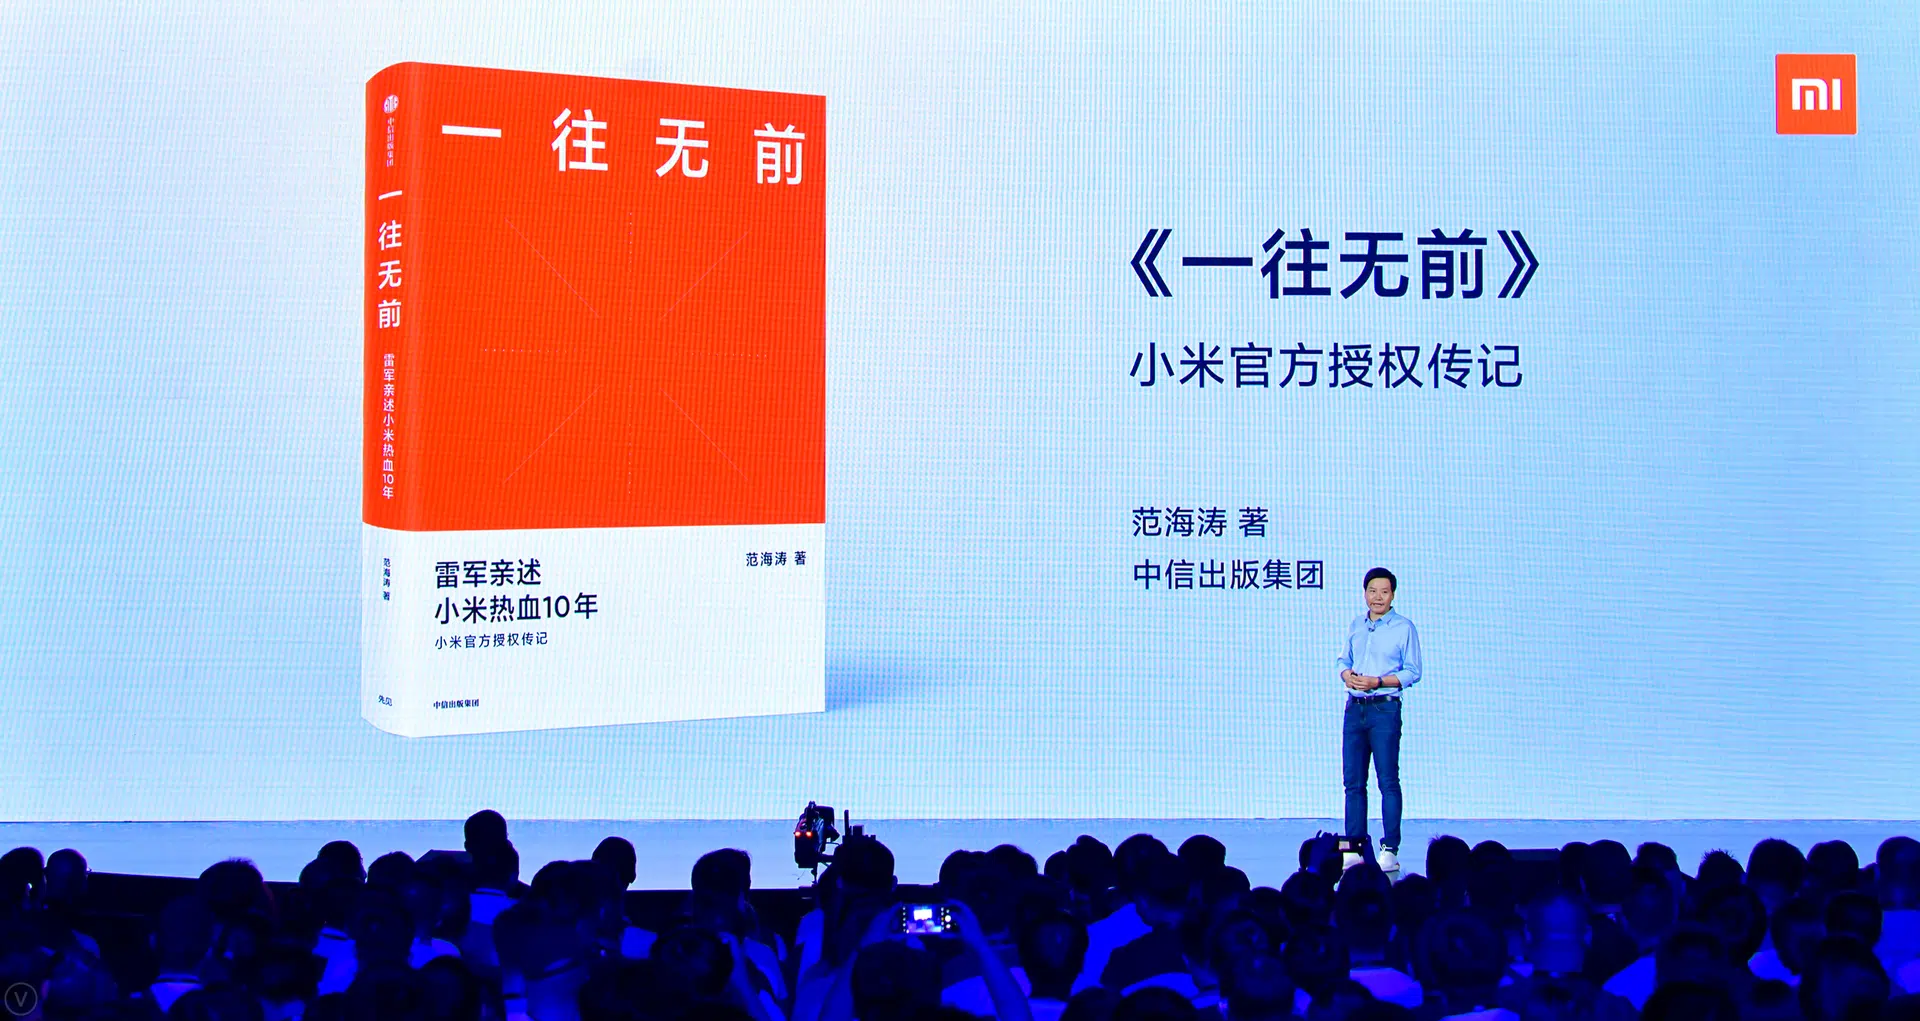 一往无前
中信出版集团
一往无前
雷军亲述小米热血10年
范海涛 著
先见
雷军亲述
小米热血10年
小米官方授权传记
范海涛 著
中信出版集团
mi
《一往无前》
小米官方授权传记
范海涛 著
中信出版集团
V